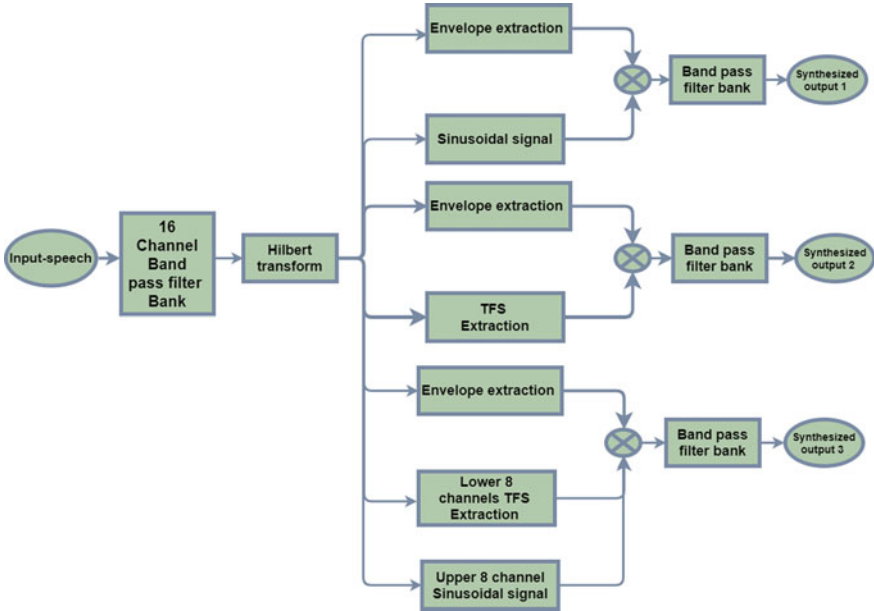 Input-speech
16
Channel
Band
pass filter
Bank
Hilbert
transform
Envelope extraction
Sinusoidal signal
Band pass
filter bank
Synthesized
output 1
Envelope extraction
TFS
Extraction
Band pass
filter bank
Synthesized
output 2
Envelope extraction
Lower 8
channels TFS
Extraction
Upper 8 channel
Sinusoidal signal
Band pass
filter bank
Synthesized
output 3